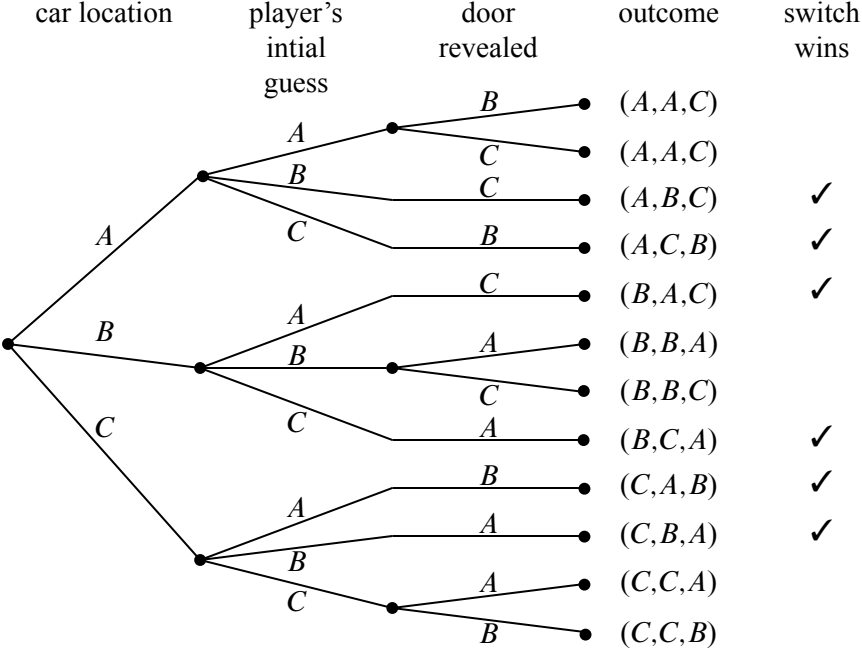 car location
player's
intial
guess
door
revealed
outcome
switch
wins
A
B
C
A
B
C
A
B
C
A
B
C
B
C
C
B
C
A
C
A
B
A
A
B
(A,A,C)
(A,A,C)
(A,B,C) ✓
(A,C,B) ✓
(B,A,C) ✓
(B,B,A)
(B,B,C)
(B,C,A) ✓
(C,A,B) ✓
(C,B,A) ✓
(C,C,A)
(C,C,B)